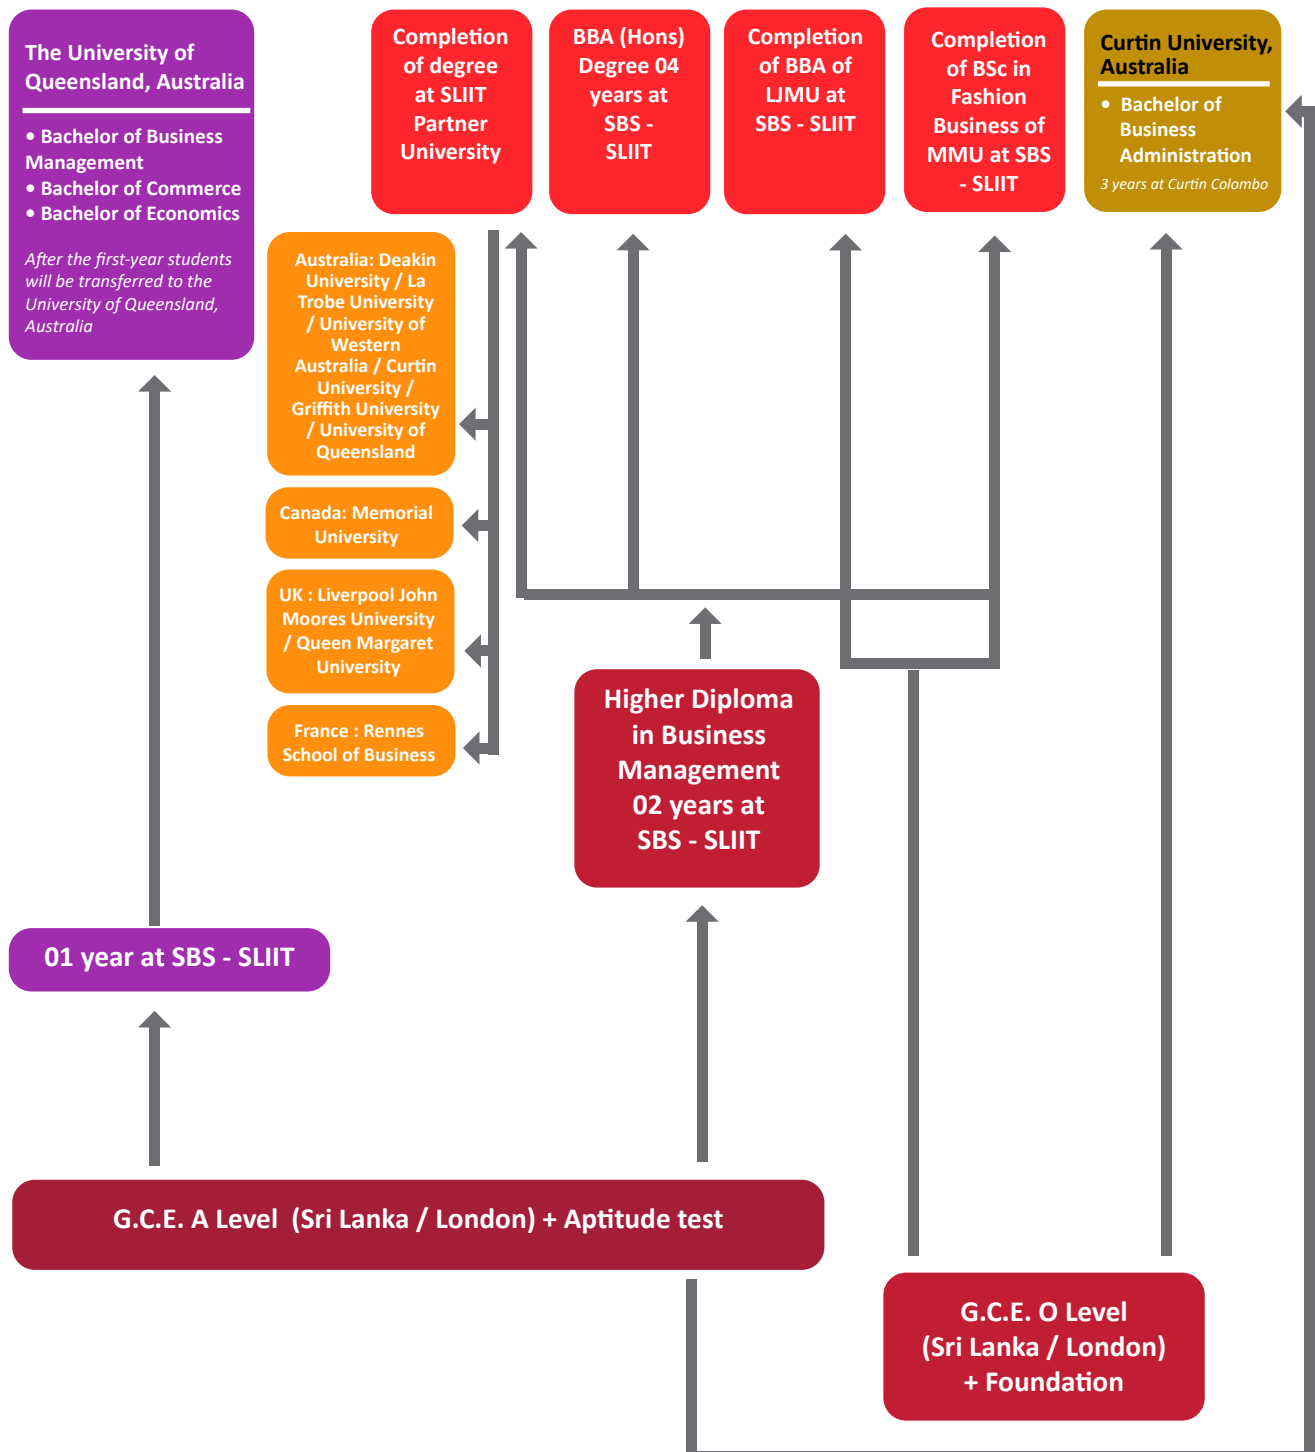 The University of
Queensland, Australia
• Bachelor of Business
Management
• Bachelor of Commerce
• Bachelor of Economics
After the first-year students
will be transferred to the
University of Queensland,
Australia
Completion
of degree
at SLIIT
Partner
University
BBA (Hons)
Degree 04
years at
SBS -
SLIIT
Completion
of BBA of
LJMU at
SBS - SLIIT
Completion
of BSc in
Fashion
Business of
MMU at SBS
- SLIIT
Curtin University,
Australia
• Bachelor of
Business
Administration
3 years at Curtin Colombo
Australia: Deakin
University / La
Trobe University
/ University of
Western
Australia / Curtin
University /
Griffith University
/ University of
Queensland
Canada: Memorial
University
UK : Liverpool John
Moores University
/ Queen Margaret
University
France : Rennes
School of Business
Higher Diploma
in Business
Management
02 years at
SBS - SLIIT
01 year at SBS - SLIIT
G.C.E. A Level (Sri Lanka / London) + Aptitude test
G.C.E. O Level
(Sri Lanka / London)
+ Foundation